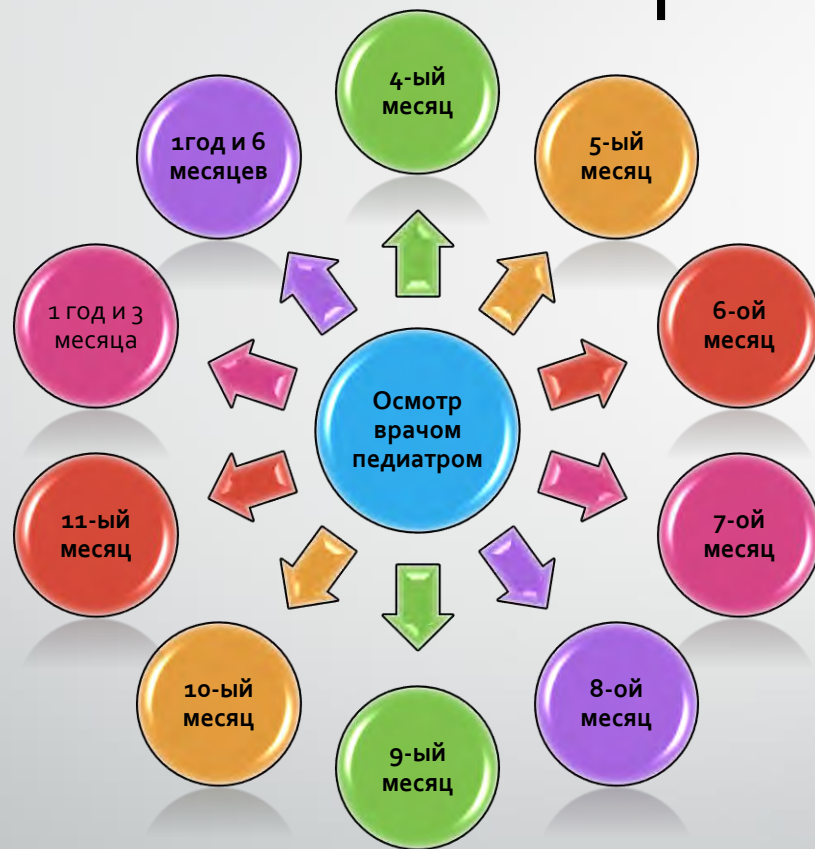 4-ый
месяц
5-ый
месяц
6-ой
месяц
7-ой
месяц
8-ой
месяц
9-ый
месяц
10-ый
месяц
11-ый
месяц
1 год и 3
месяца
1год и 6
месяцев
Осмотр
врачом
педиатром